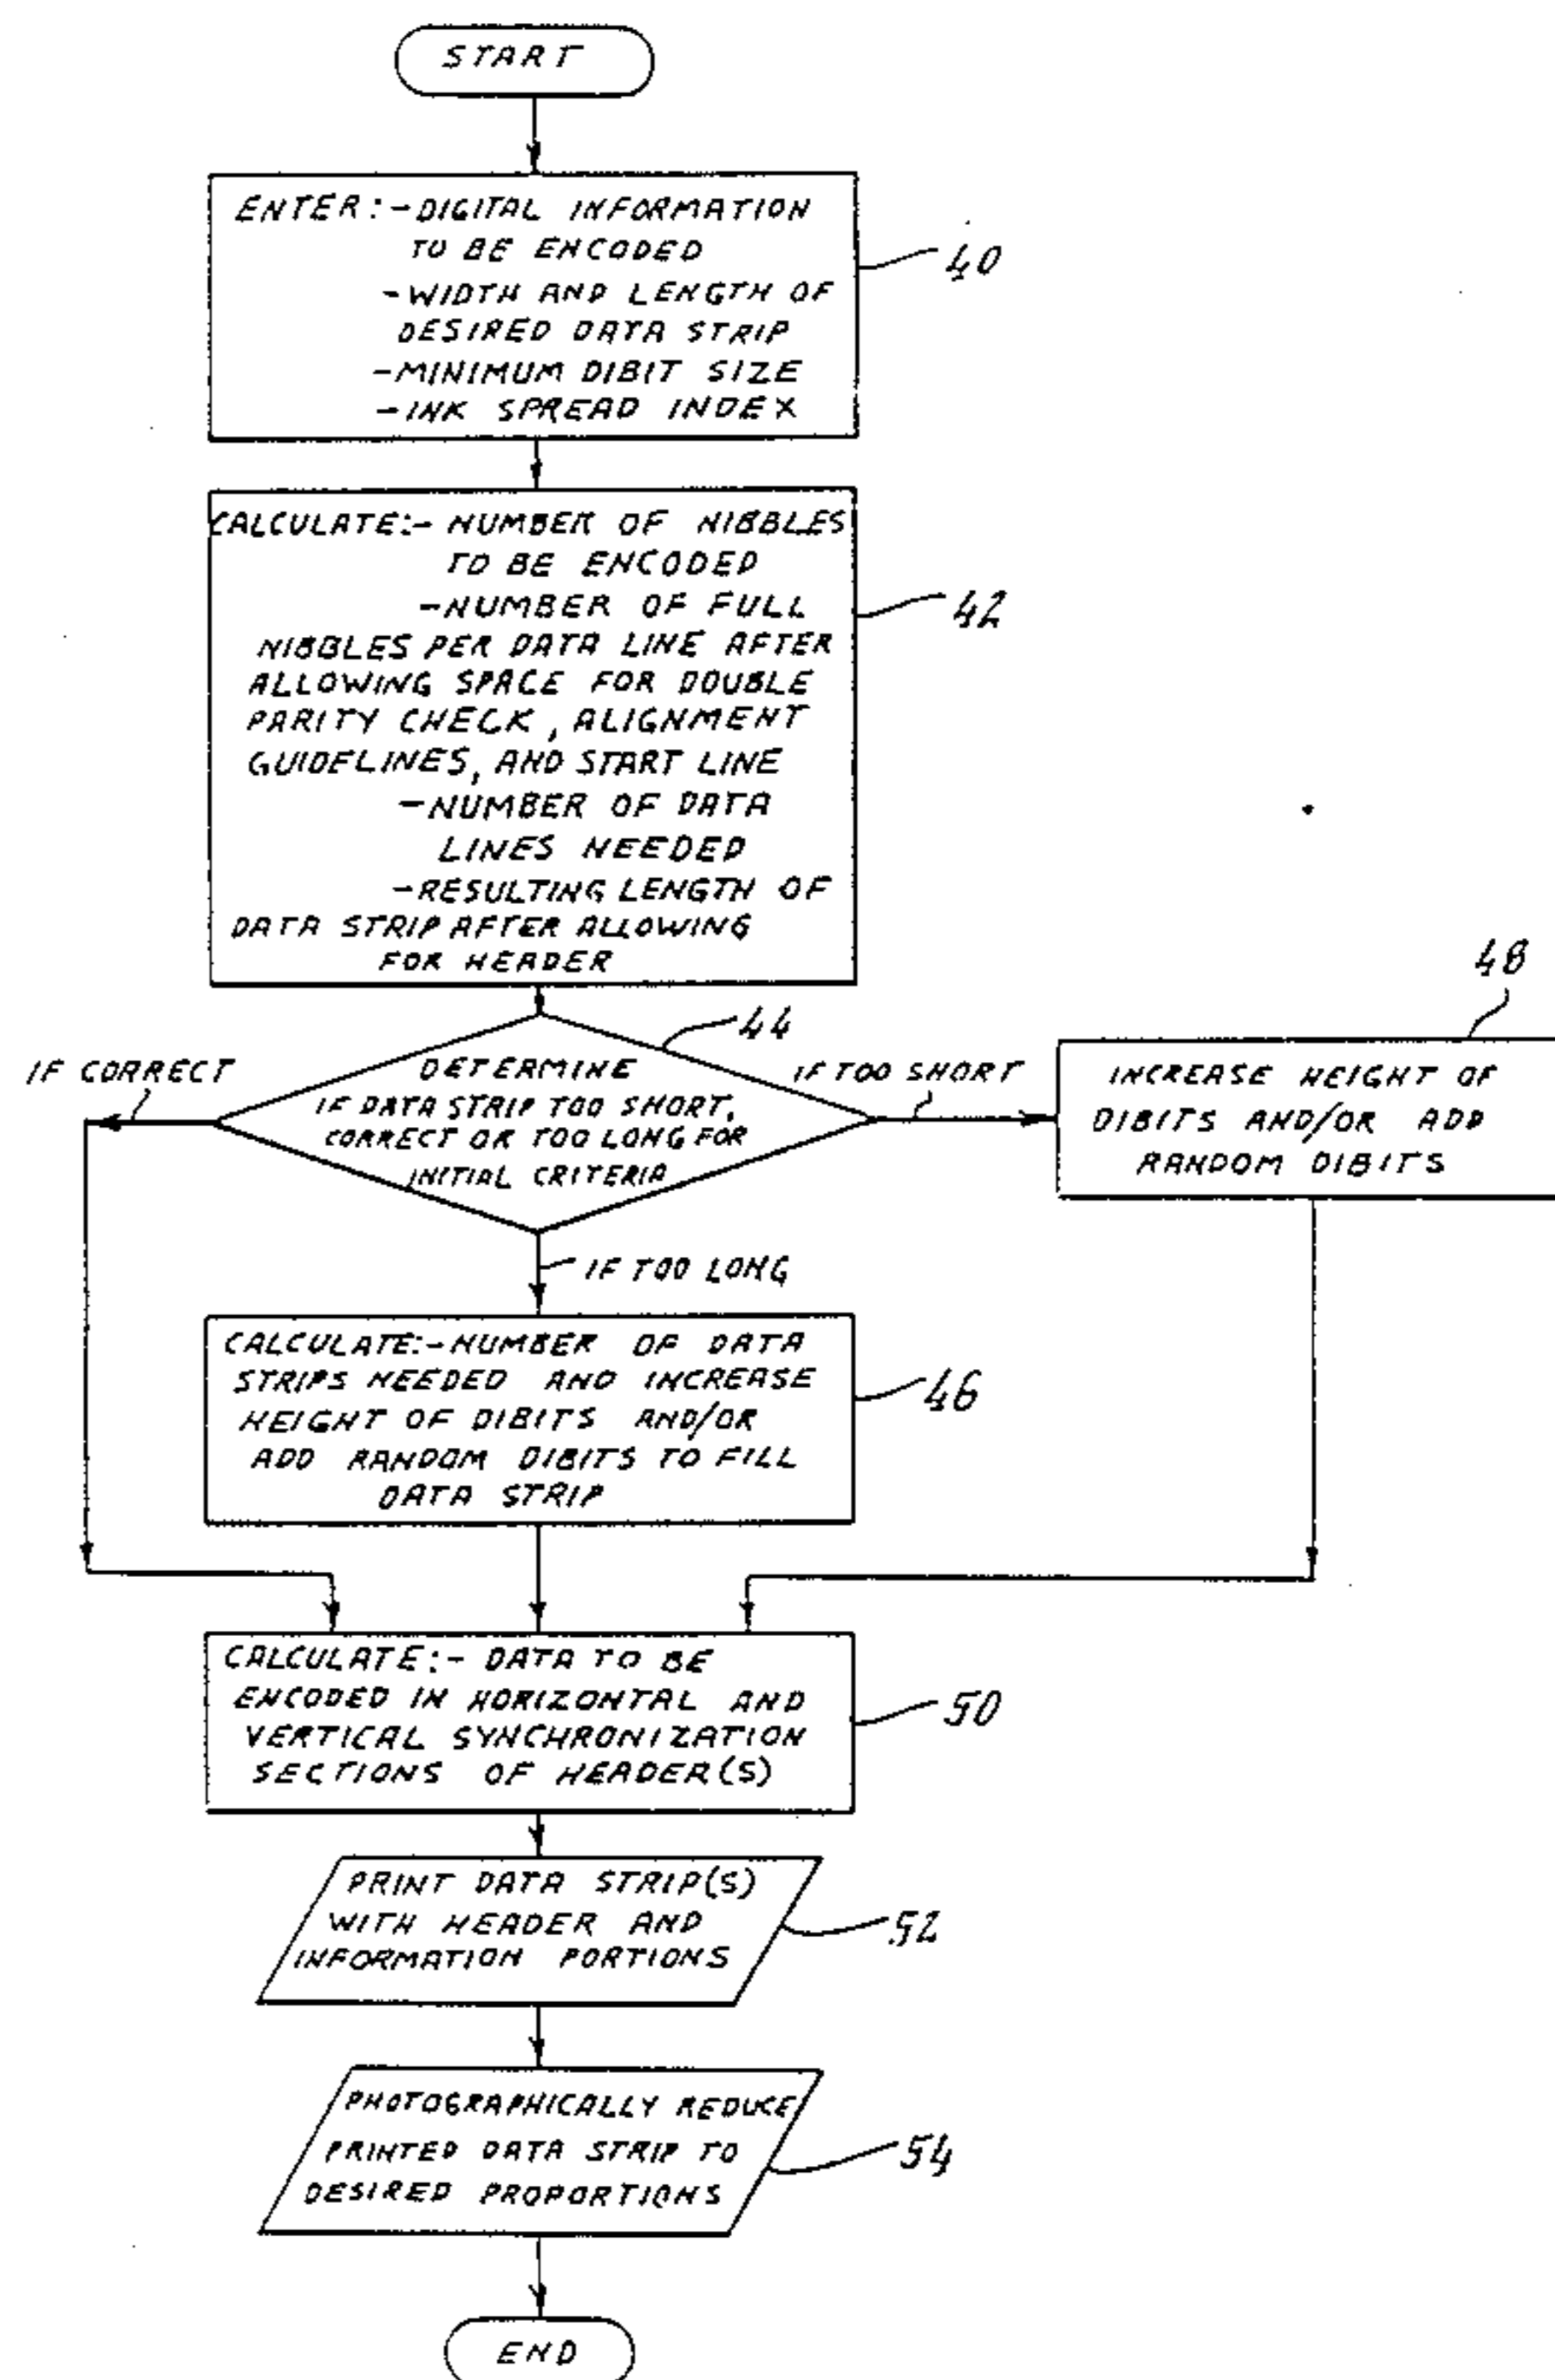 START
ENTER:-DIGITAL INFORMATION
TO BE ENCODED
-WIDTH AND LENGTH OF
DESIRED DATA STRIP
-MINIMUM DIBIT SIZE
-INK SPREAD INDEX
40
CALCULATE:- NUMBER OF NIBBLES
TO BE ENCODED
-NUMBER OF FULL
NIBBLES PER DATA LINE AFTER
ALLOWING SPACE FOR DOUBLE
PARITY CHECK, ALIGNMENT
GUIDELINES, AND START LINE
-NUMBER OF DATA
LINES NEEDED
-RESULTING LENGTH OF
DATA STRIP AFTER ALLOWING
FOR HEADER
42
44
DETERMINE
IF DATA STRIP TOO SHORT,
CORRECT OR TOO LONG FOR
INITIAL CRITERIA
IF CORRECT
IF TOO SHORT
48
INCREASE HEIGHT OF
DIBITS AND/OR ADD
RANDOM DIBITS
IF TOO LONG
CALCULATE:-NUMBER OF DATA
STRIPS NEEDED AND INCREASE
HEIGHT OF DIBITS AND/OR
ADD RANDOM DIBITS TO FILL
DATA STRIP
46
CALCULATE:- DATA TO BE
ENCODED IN HORIZONTAL AND
VERTICAL SYNCHRONIZATION
SECTIONS OF HEADER(S)
50
PRINT DATA STRIP(S)
WITH HEADER AND
INFORMATION PORTIONS
52
PHOTOGRAPHICALLY REDUCE
PRINTED DATA STRIP TO
DESIRED PROPORTIONS
54
END